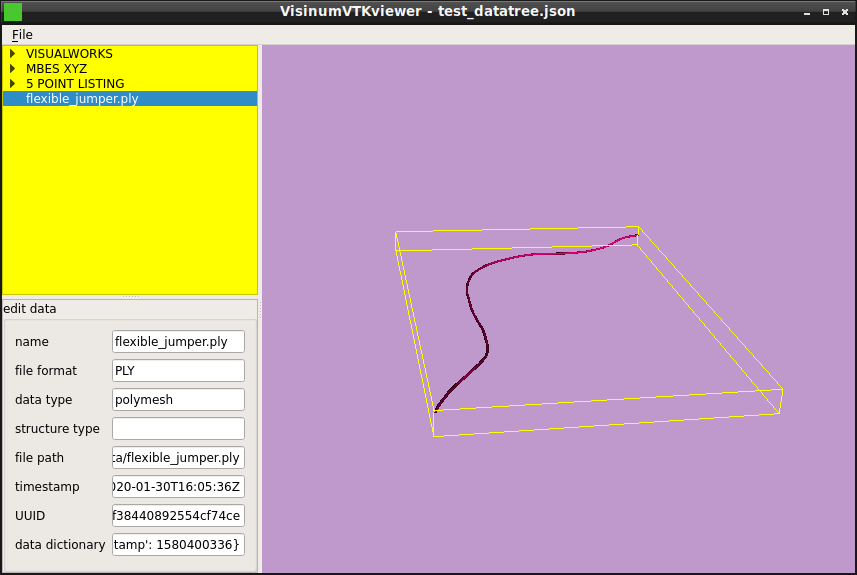 VisinumVTKviewer - test_datatree.json
File
VISUALWORKS
MBES XYZ
5 POINT LISTING
flexible_jumper.ply
edit data
name flexible_jumper.ply
file format PLY
data type polymesh
structure type
file path ta/flexible_jumper.ply
timestamp 020-01-30T16:05:36Z
UUID f38440892554cf74ce
data dictionary tamp': 1580400336}